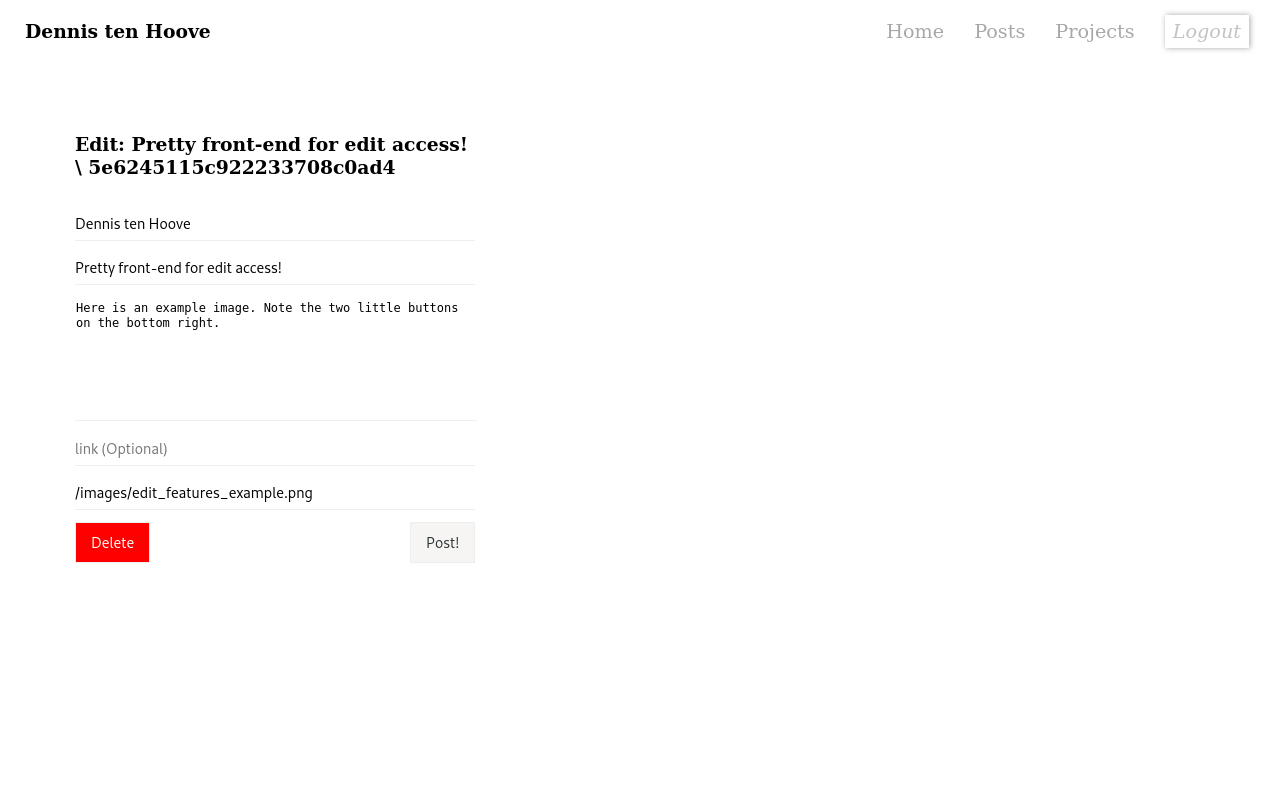 Dennis ten Hoove
Home Posts Projects Logout
Edit: Pretty front-end for edit access!
\ 5e6245115c922233708c0ad4
Dennis ten Hoove
Pretty front-end for edit access!
Here is an example image. Note the two little buttons
on the bottom right.
link (Optional)
/images/edit_features_example.png
Delete
Post!